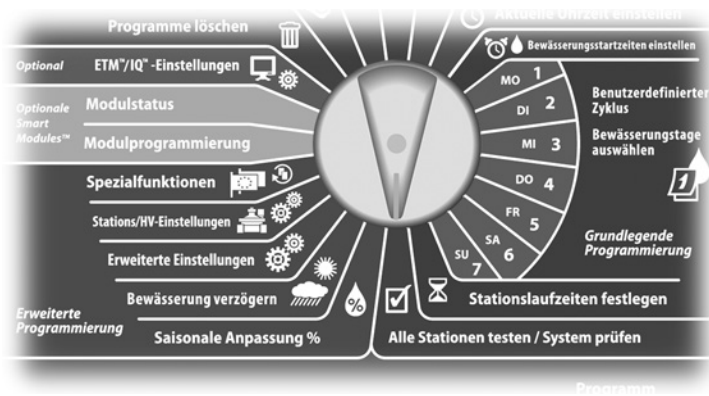 Programme löschen
Aktuelle Uhrzeit einstellen
Optional
ETM™/IQ™ -Einstellungen
Bewässerungsstartzeiten einstellen
Optionale
Smart
Modules™
Modulstatus
Modulprogrammierung
MO 1
DI 2
MI 3
DO 4
FR 5
SA 6
SU 7
Benutzerdefinierter
Zyklus
Bewässerungstage
auswählen
1
Spezialfunktionen
Stations/HV-Einstellungen
Erweiterte Einstellungen
Grundlegende
Programmierung
Bewässerung verzögern
Stationslaufzeiten festlegen
Erweiterte
Programmierung
Saisonale Anpassung %
%
Alle Stationen testen / System prüfen
Programm